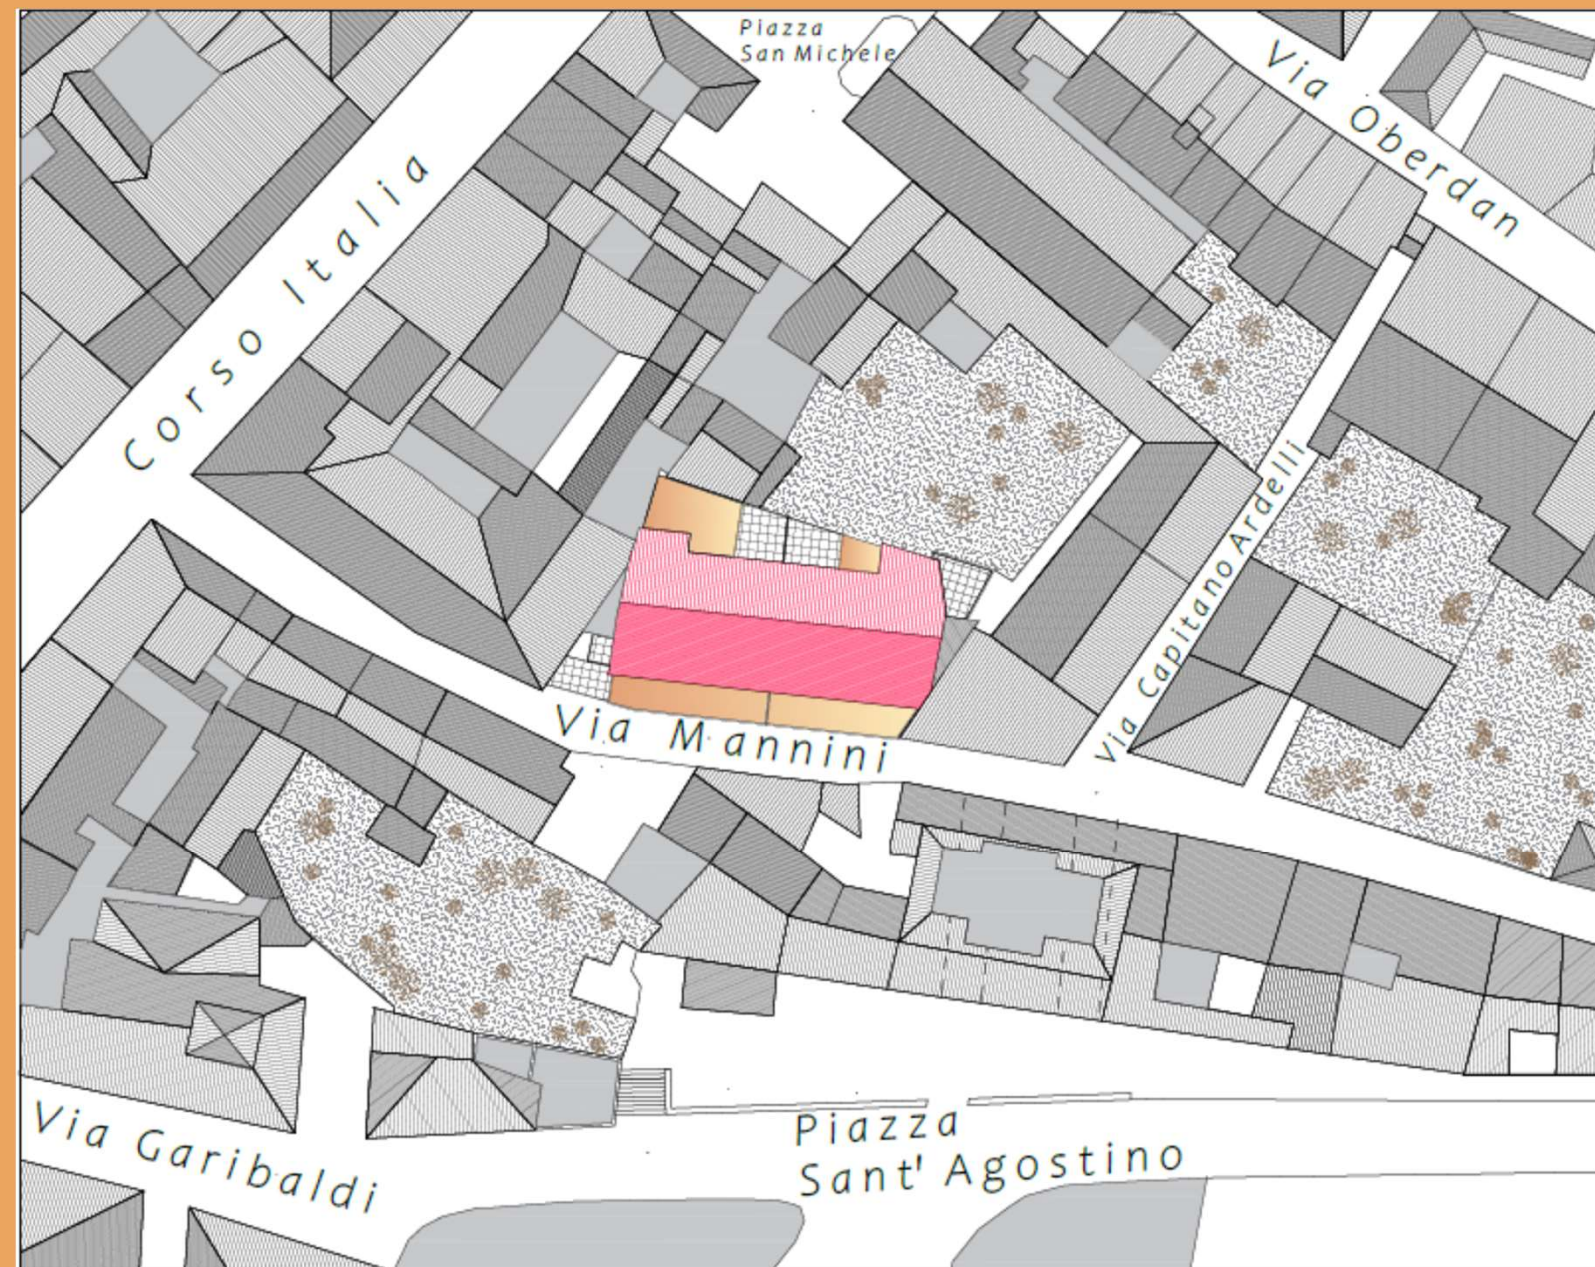 Piazza
San Michele
Via Oberdan
Corso Italia
Via Capitano Ardelli
Via Mannini
Via Garibaldi
Piazza
Sant' Agostino